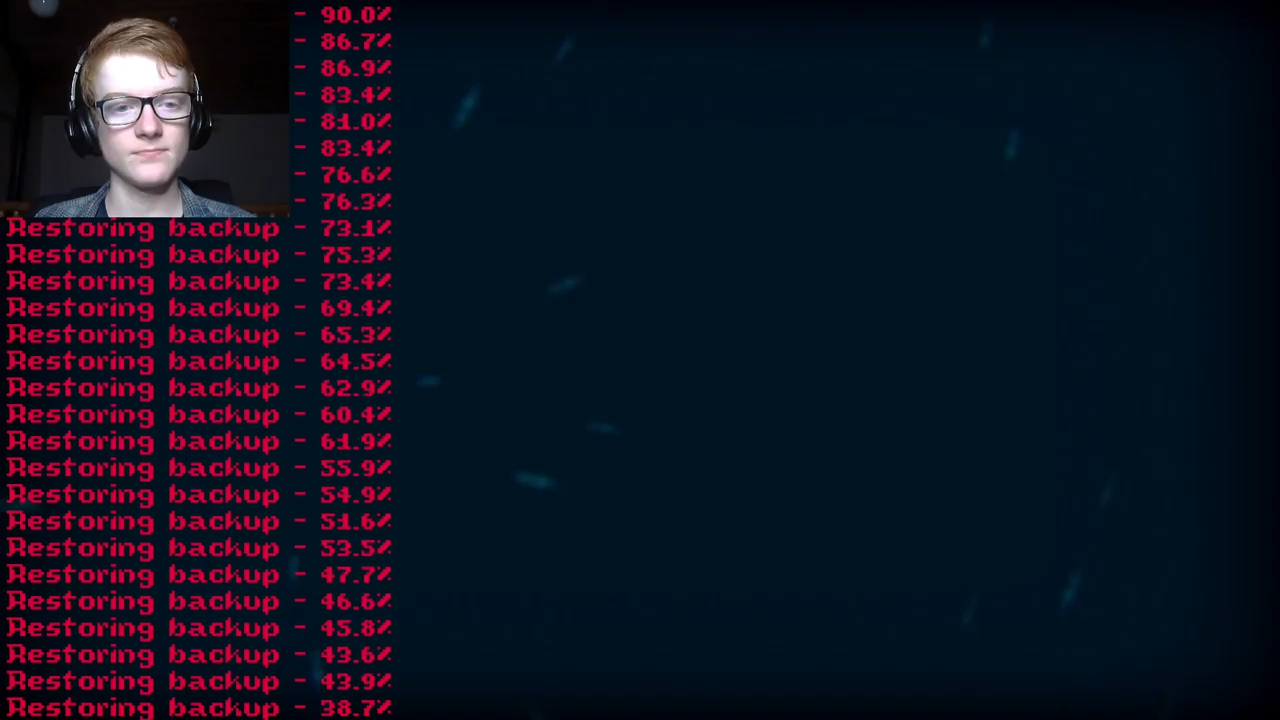 - 90.0%
- 86.7%
- 86.9%
- 83.4%
- 81.0%
- 83.4%
- 76.6%
- 76.3%
Restoring backup - 73.1%
Restoring backup - 75.3%
Restoring backup - 73.4%
Restoring backup - 69.4%
Restoring backup - 65.3%
Restoring backup - 64.5%
Restoring backup - 62.9%
Restoring backup - 60.4%
Restoring backup - 61.9%
Restoring backup - 55.9%
Restoring backup - 54.9%
Restoring backup - 51.6%
Restoring backup - 53.5%
Restoring backup - 47.7%
Restoring backup - 46.6%
Restoring backup - 45.8%
Restoring backup - 43.6%
Restoring backup - 43.9%
Restoring backup - 38.7%